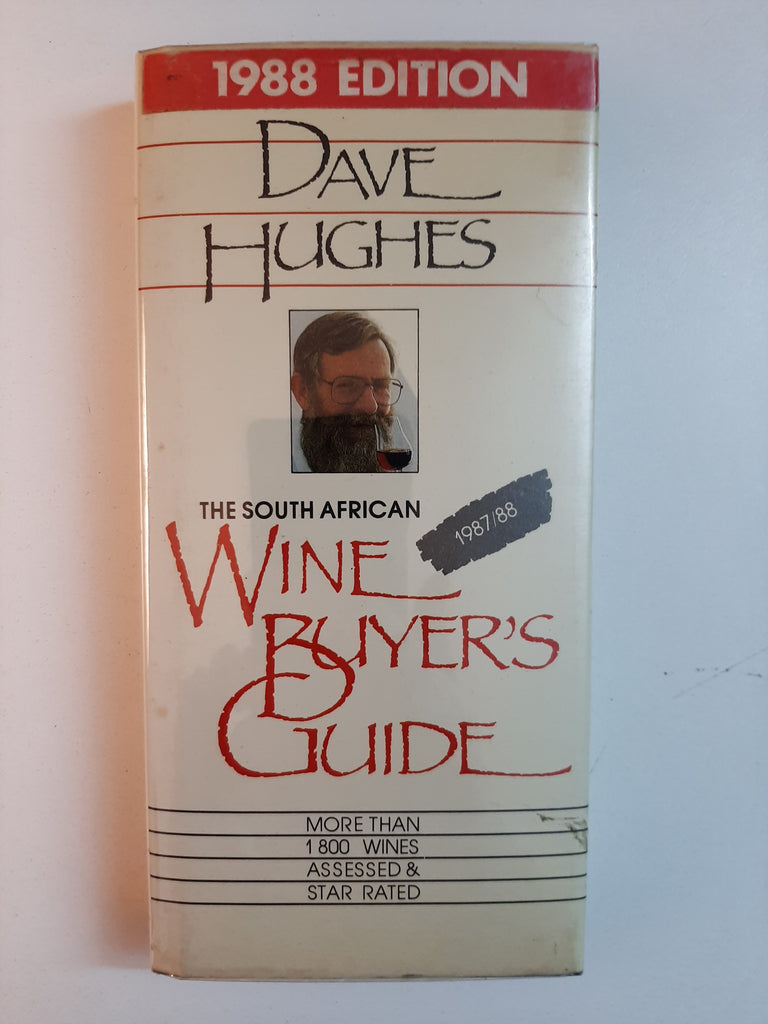 1988 EDITION
DAVE
HUGHES
THE SOUTH AFRICAN
1987/88
WINE
BUYER'S
GUIDE
MORE THAN
1 800 WINES
ASSESSED &
STAR RATED